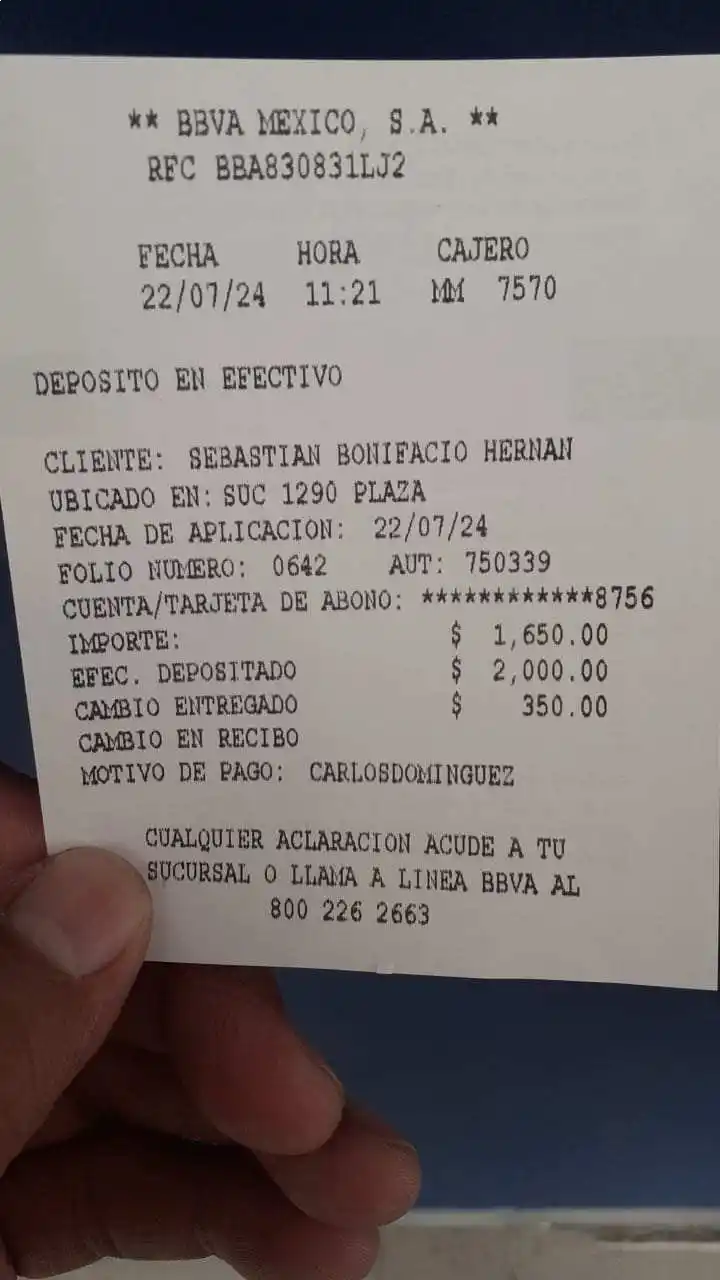 ** BBVA MEXICO, S.A. **
RFC BBA830831LJ2
FECHA HORA CAJERO
22/07/24 11:21 MM 7570
DEPOSITO EN EFECTIVO
CLIENTE: SEBASTIAN BONIFACIO HERNAN
UBICADO EN: SUC 1290 PLAZA
FECHA DE APLICACION: 22/07/24
FOLIO NUMERO: 0642 AUT: 750339
CUENTA/TARJETA DE ABONO: ************8756
IMPORTE: $ 1,650.00
EFEC. DEPOSITADO $ 2,000.00
CAMBIO ENTREGADO $ 350.00
CAMBIO EN RECIBO
MOTIVO DE PAGO: CARLOSDOMINGUEZ
CUALQUIER ACLARACION ACUDE A TU
SUCURSAL O LLAMA A LINEA BBVA AL
800 226 2663